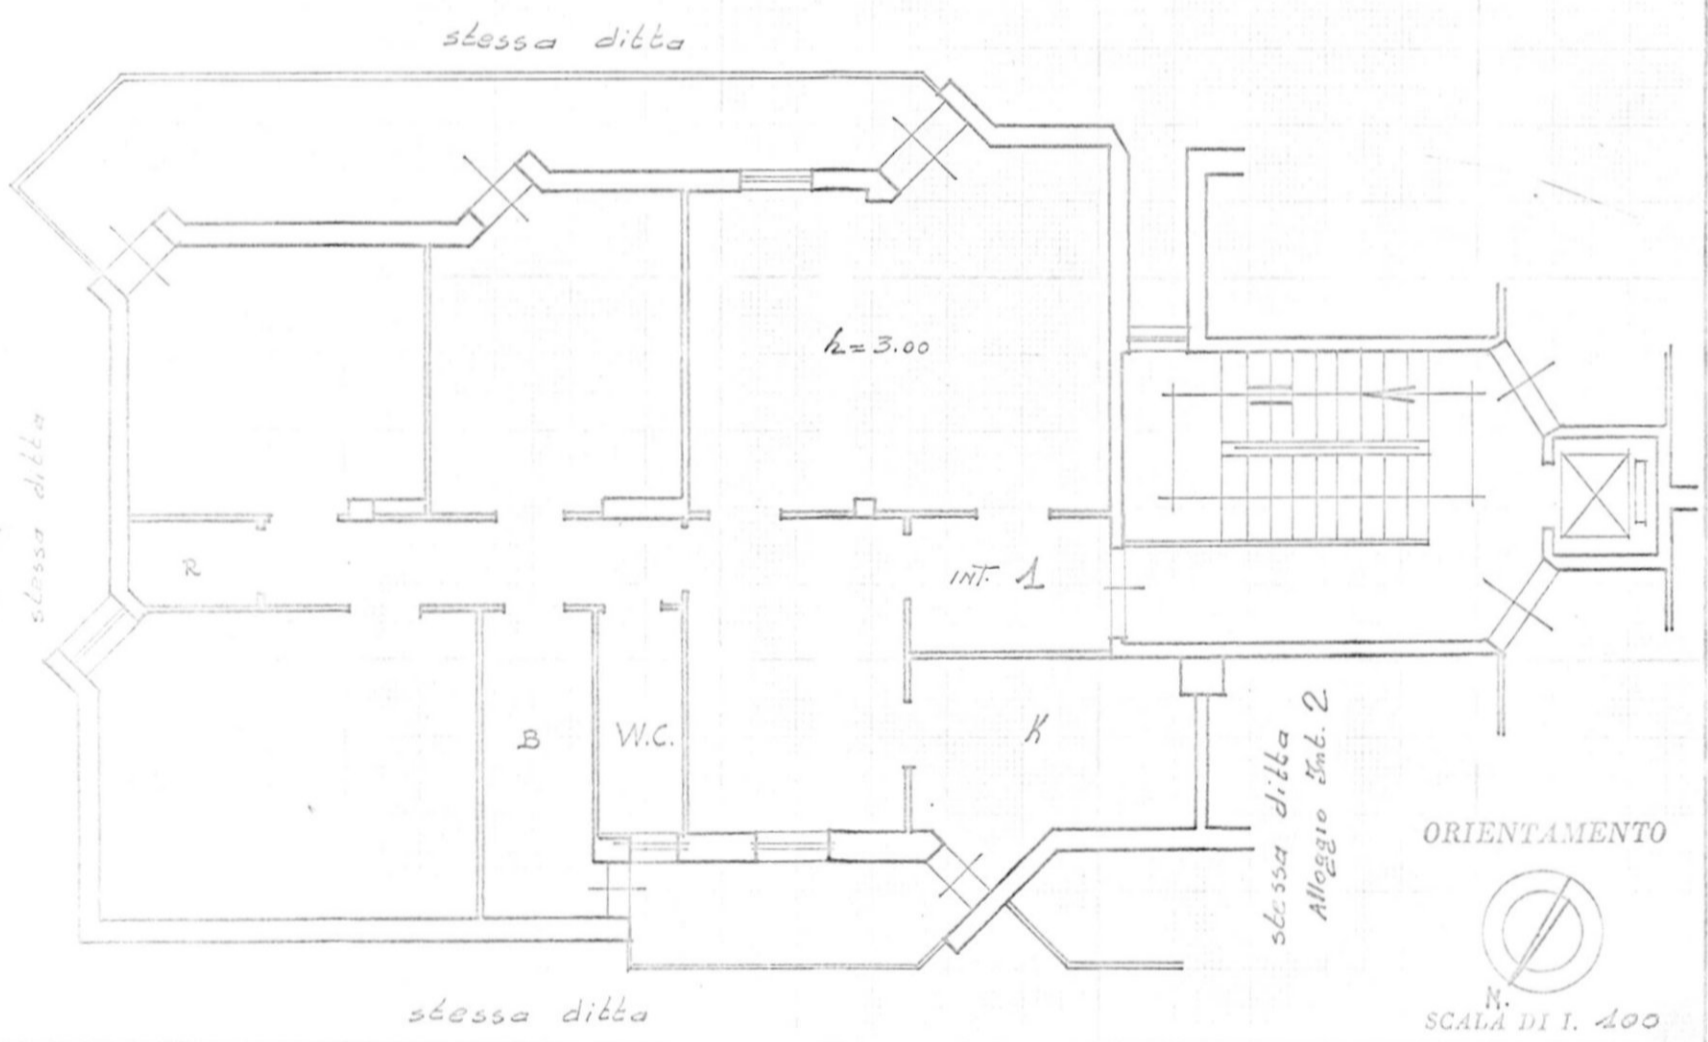 stessa ditta
h=3.00
stessa ditta
R
INT. 1
B
W.C.
K
stessa ditta
Alloggio Int. 2
ORIENTAMENTO
N.
SCALA DI I. 100
stessa ditta